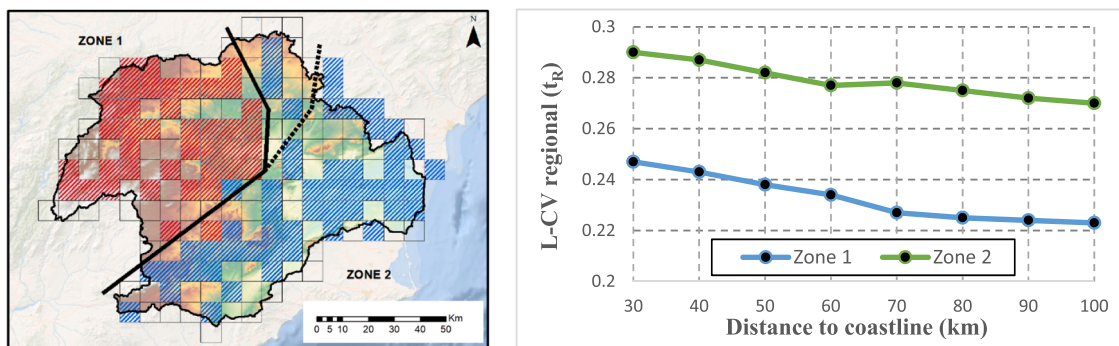 ZONE 1
N
ZONE 2
Km
0 5 10 20 30 40 50
0.3
0.28
0.26
0.24
0.22
0.2
L-CV regional (tR)
Zone 1 Zone 2
30 40 50 60 70 80 90 100
Distance to coastline (km)